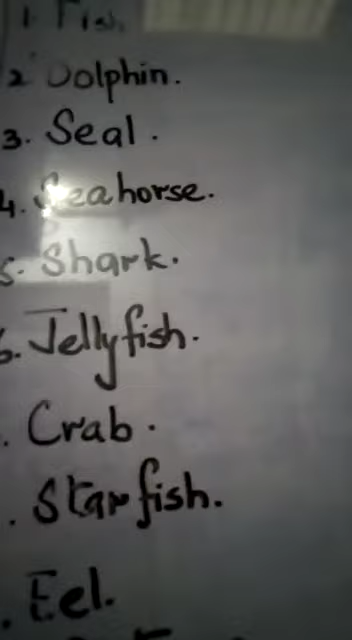 1. Fish
2. Dolphin.
3. Seal.
4. Seahorse.
5. Shark.
6. Jellyfish.
. Crab.
. Starfish.
. Eel.